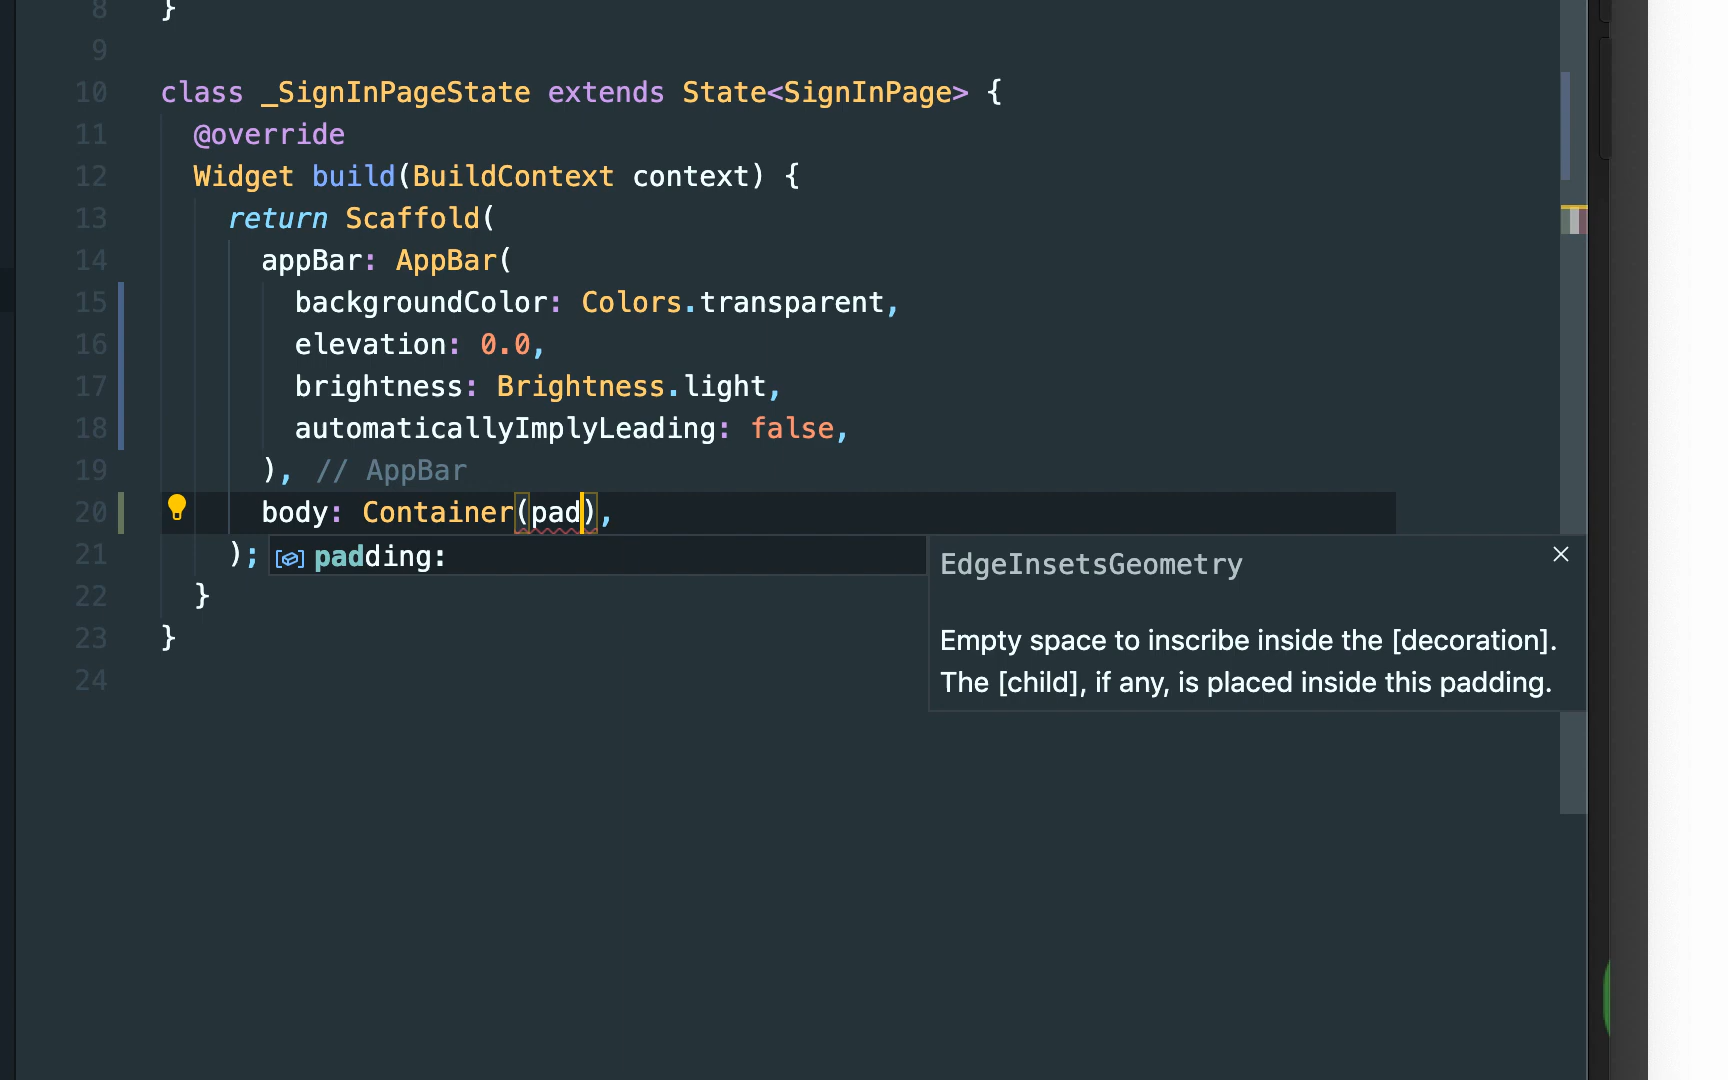 8 }
9
10 class _SignInPageState extends State<SignInPage> {
11 @override
12 Widget build(BuildContext context) {
13 return Scaffold(
14 appBar: AppBar(
15 backgroundColor: Colors.transparent,
16 elevation: 0.0,
17 brightness: Brightness.light,
18 automaticallyImplyLeading: false,
19 ), // AppBar
20 body: Container(pad),
21 );
padding:
EdgeInsetsGeometry
Empty space to inscribe inside the [decoration].
The [child], if any, is placed inside this padding.
22 }
23 }
24